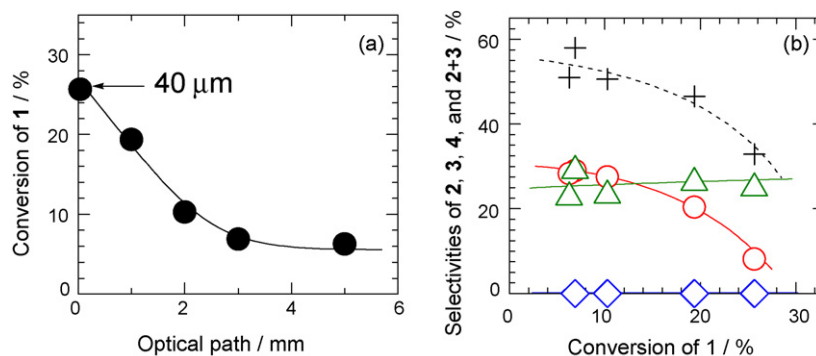 (a)
40 μm
Conversion of 1 / %
30
20
10
0
0 2 4 6
Optical path / mm
(b)
Selectivities of 2, 3, 4, and 2+3 / %
60
40
20
0
0 10 20 30
Conversion of 1 / %